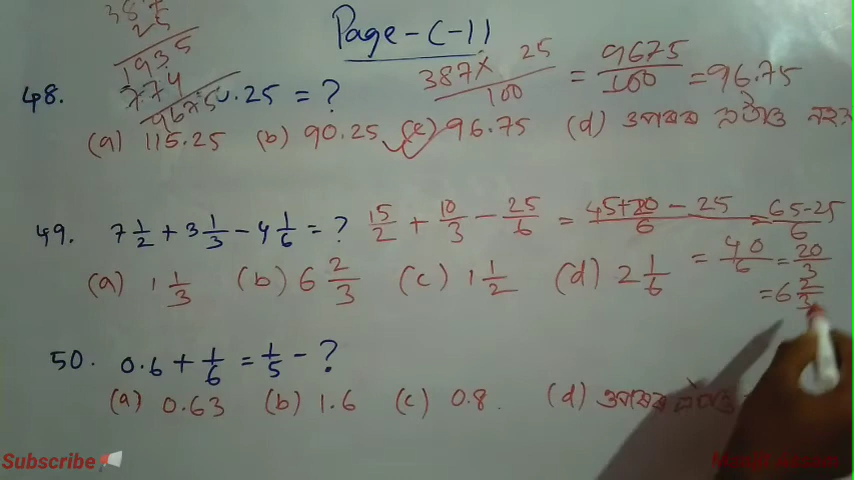 Page-C-11
387
25
1935
774
9675
48. 0.25 = ?
387 × 25 / 100 = 9675 / 100 = 96.75
(a) 115.25 (b) 90.25 (c) 96.75 (d)
49. 7 1/2 + 3 1/3 - 4 1/6 = ? 15/2 + 10/3 - 25/6 = 45+20-25 / 6 = 65-25 / 6
(a) 1 1/3 (b) 6 2/3 (c) 1 1/2 (d) 2 1/6 = 40/6 = 20/3
= 6 2/3
50. 0.6 + 1/6 = 1/5 - ?
(a) 0.63 (b) 1.6 (c) 0.8. (d)
Subscribe